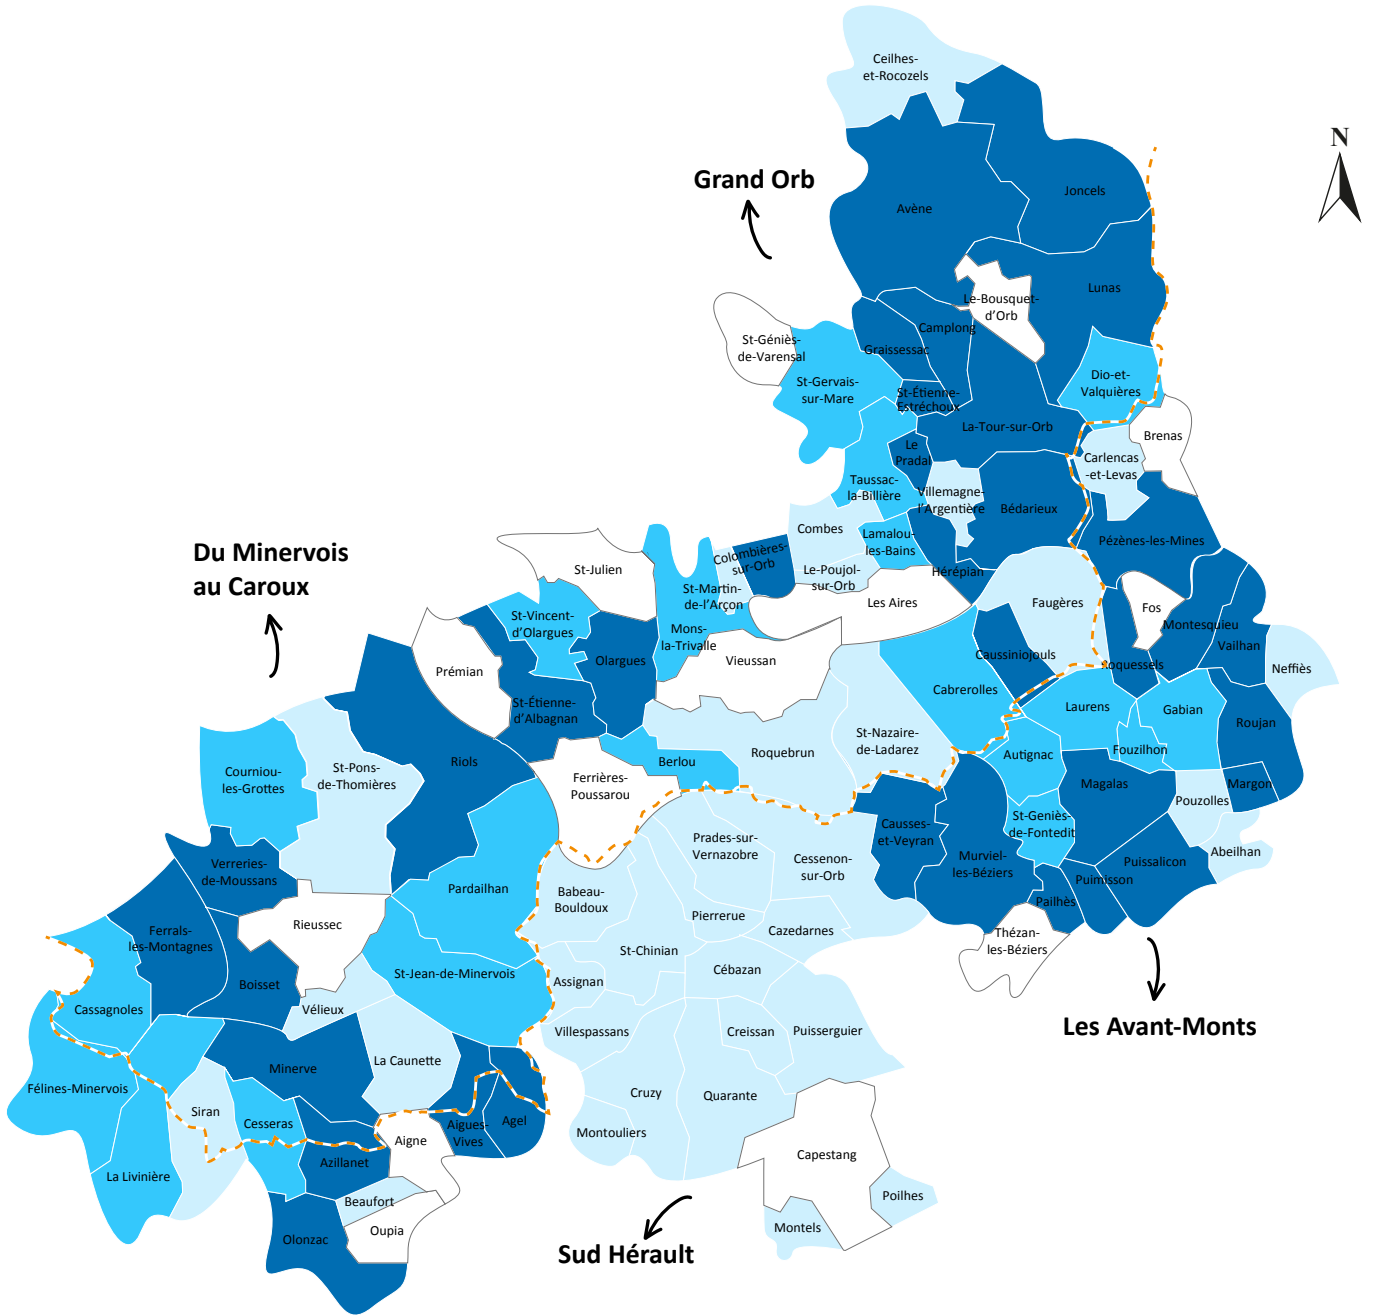 Ceilhes-
et-Rocozels
N
Grand Orb
Joncels
Avène
Lunas
Le-Bousquet-
d'Orb
Camplong
St-Géniès-
de-Varensal
Graissessac
St-Gervais-
sur-Mare
Dio-et-
Valquières
St-Étienne-
Estréchoux
La-Tour-sur-Orb
Brenas
Le
Pradal
Carlencas
-et-Levas
Taussac-
la-Billière
Villemagne-
l'Argentière
Bédarieux
Combes
Lamalou-
les-Bains
Pézènes-les-Mines
Du Minervois
au Caroux
Colombières-
sur-Orb
St-Julien
Le-Poujol-
sur-Orb
Hérépian
St-Martin-
de-l'Arçon
Les Aires
Faugères
Fos
St-Vincent-
d'Olargues
Mons-
la-Trivalle
Montesquieu
Vailhan
Olargues
Vieussan
Caussiniojouls
Roquessels
Neffiès
Prémian
Cabrerolles
St-Étienne-
d'Albagnan
Laurens
Gabian
Roujan
St-Nazaire-
de-Ladarez
Roquebrun
Autignac
Fouzilhon
Riols
Berlou
Courniou-
les-Grottes
St-Pons-
de-Thomières
Ferrières-
Poussarou
Magalas
Margon
Pouzolles
St-Geniès-
de-Fontedit
Causses-
et-Veyran
Prades-sur-
Vernazobre
Abeilhan
Cessenon-
sur-Orb
Murviel-
les-Béziers
Puissalicon
Verreries-
de-Moussans
Puimisson
Pardailhan
Babeau-
Bouldoux
Pailhès
Pierrerue
Rieussec
Ferrals-
les-Montagnes
Cazedarnes
Thézan-
les-Béziers
St-Chinian
St-Jean-de-Minervois
Cébazan
Assignan
Boisset
Cassagnoles
Vélieux
Les Avant-Monts
Villespassans
Creissan
Puisserguier
La Caunette
Minerve
Félines-Minervois
Cruzy
Quarante
Siran
Cesseras
Agel
Aigues-
Vives
Montouliers
Aigne
Capestang
Azillanet
La Livinière
Beaufort
Poilhes
Oupia
Montels
Olonzac
Sud Hérault